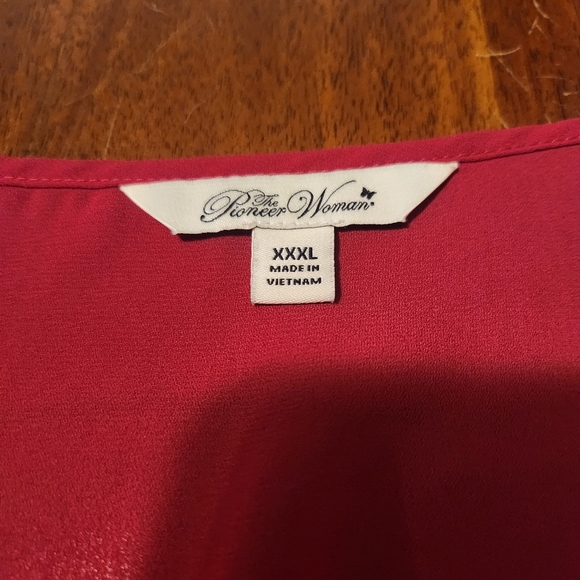 The
Pioneer Woman
XXXL
MADE IN
VIETNAM